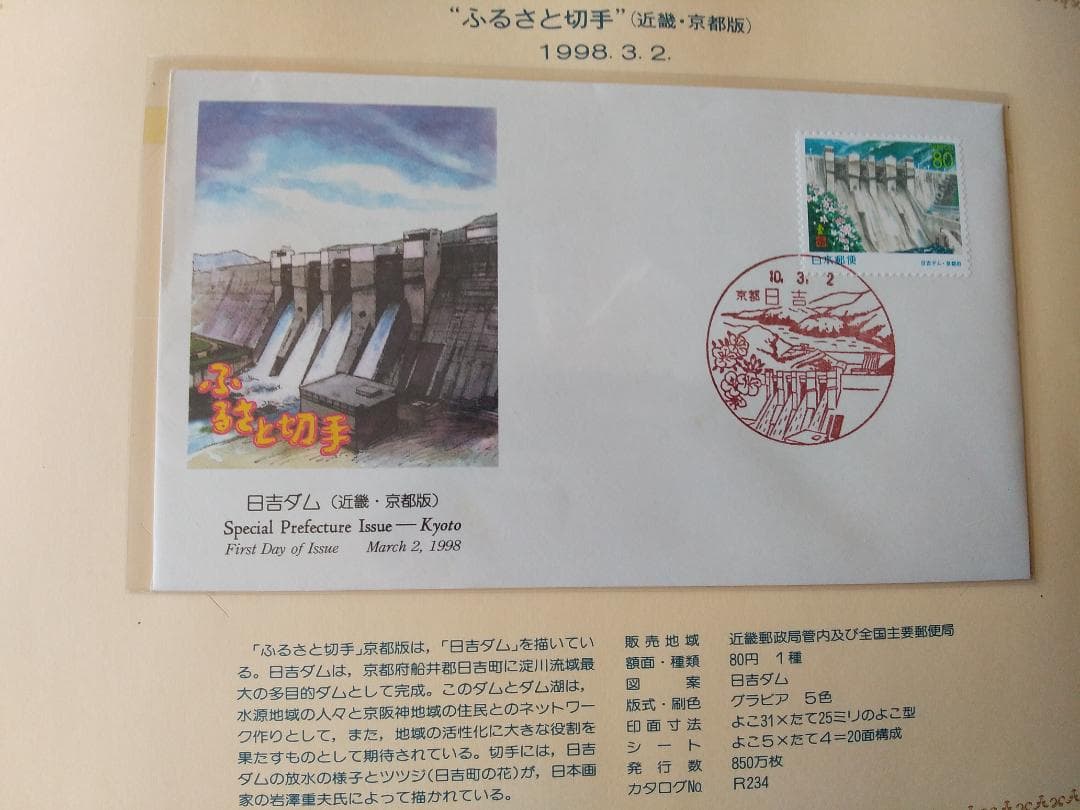 “ふるさと切手”(近畿・京都版)
1998.3.2.
80
日本郵便
日吉ダム・京都府
10.3.2
京都 日吉
ふるさと切手
日吉ダム(近畿・京都版)
Special Prefecture Issue — Kyoto
First Day of Issue March 2, 1998
「ふるさと切手」京都版は,「日吉ダム」を描いてい
る。日吉ダムは,京都府船井郡日吉町に淀川流域最
大の多目的ダムとして完成。このダムとダム湖は,
水源地域の人々と京阪神地域の住民とのネットワー
ク作りとして,また,地域の活性化に大きな役割を
果たすものとして期待されている。切手には,日吉
ダムの放水の様子とツツジ(日吉町の花)が,日本画
家の岩澤重夫氏によって描かれている。
販売地域 近畿郵政局管内及び全国主要郵便局
額面・種類 80円 1種
図案 日吉ダム
版式・刷色 グラビア 5色
印面寸法 よこ31×たて25ミリのよこ型
シート よこ5×たて4=20面構成
発行数 850万枚
カタログNo. R234